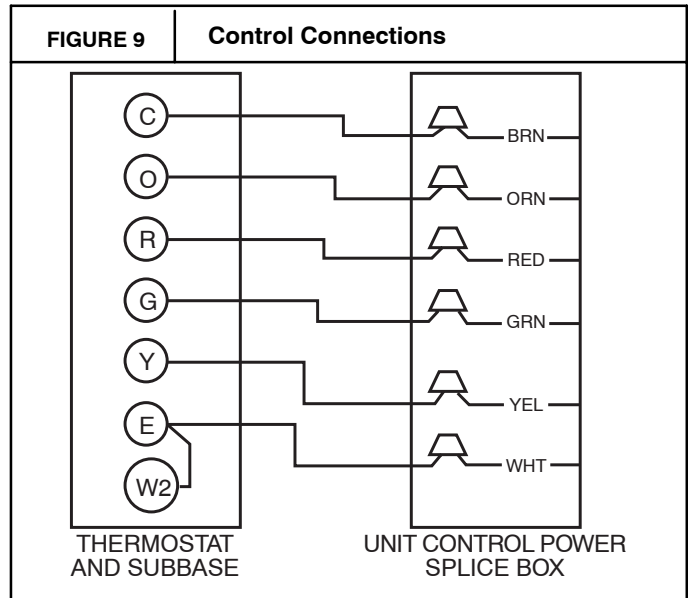 FIGURE 9
Control Connections
C
BRN
O
ORN
R
RED
G
GRN
Y
YEL
E
WHT
W2
THERMOSTAT
AND SUBBASE
UNIT CONTROL POWER
SPLICE BOX